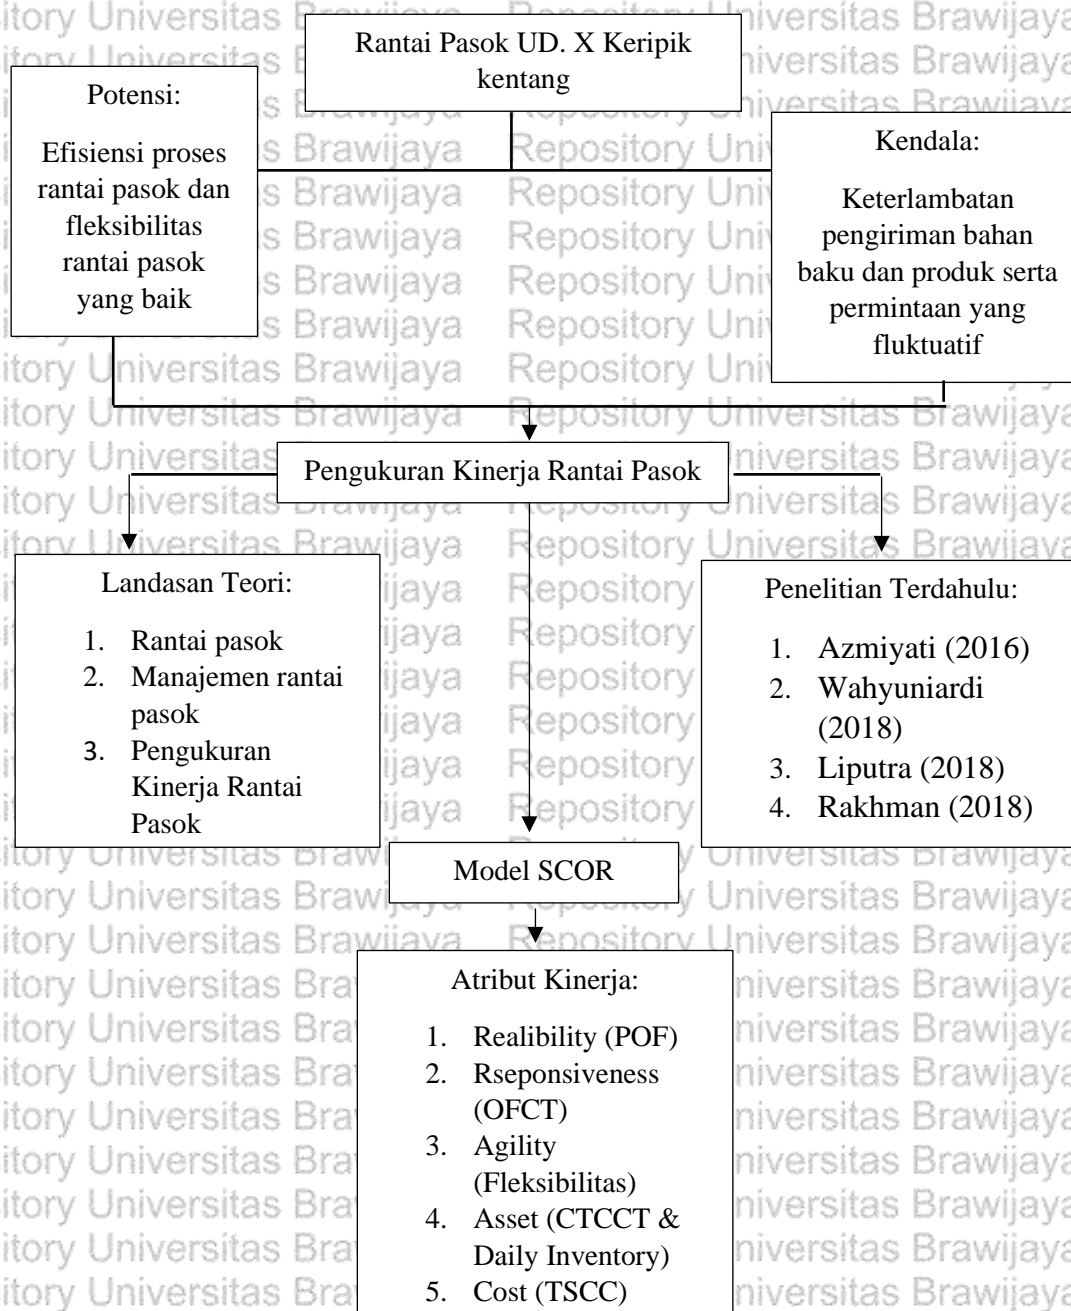 Rantai Pasok UD. X Keripik
kentang
Potensi:
Efisiensi proses
rantai pasok dan
fleksibilitas
rantai pasok
yang baik
Kendala:
Keterlambatan
pengiriman bahan
baku dan produk serta
permintaan yang
fluktuatif
Pengukuran Kinerja Rantai Pasok
Landasan Teori:
1. Rantai pasok
2. Manajemen rantai
pasok
3. Pengukuran
Kinerja Rantai
Pasok
Penelitian Terdahulu:
1. Azmiyati (2016)
2. Wahyuniardi
(2018)
3. Liputra (2018)
4. Rakhman (2018)
Model SCOR
Atribut Kinerja:
1. Realibility (POF)
2. Rseponsiveness
(OFCT)
3. Agility
(Fleksibilitas)
4. Asset (CTCCT &
Daily Inventory)
5. Cost (TSCC)